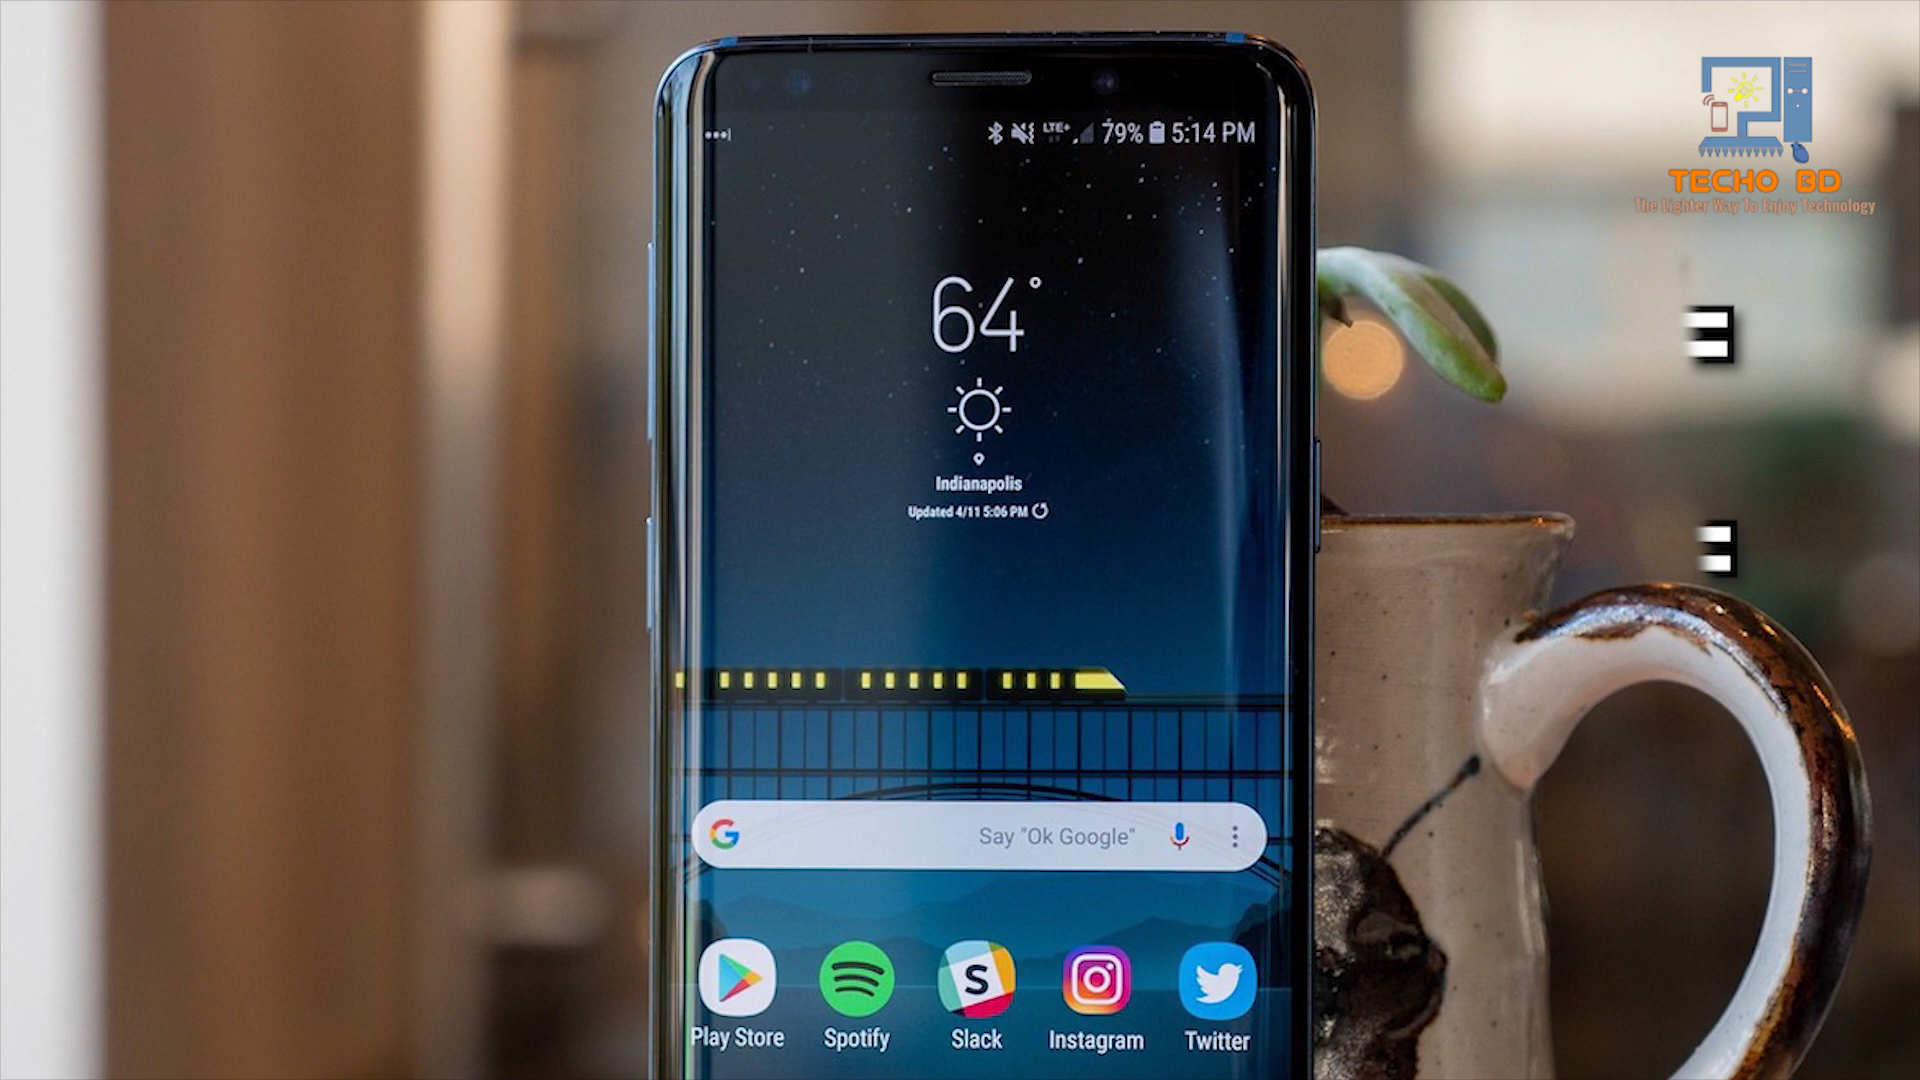 LTE+ 79% 5:14 PM
TECHO BD
The Lighter Way To Enjoy Technology
64°
Indianapolis
Updated 4/11 5:06 PM
Say "Ok Google"
S
Play Store Spotify Slack Instagram Twitter